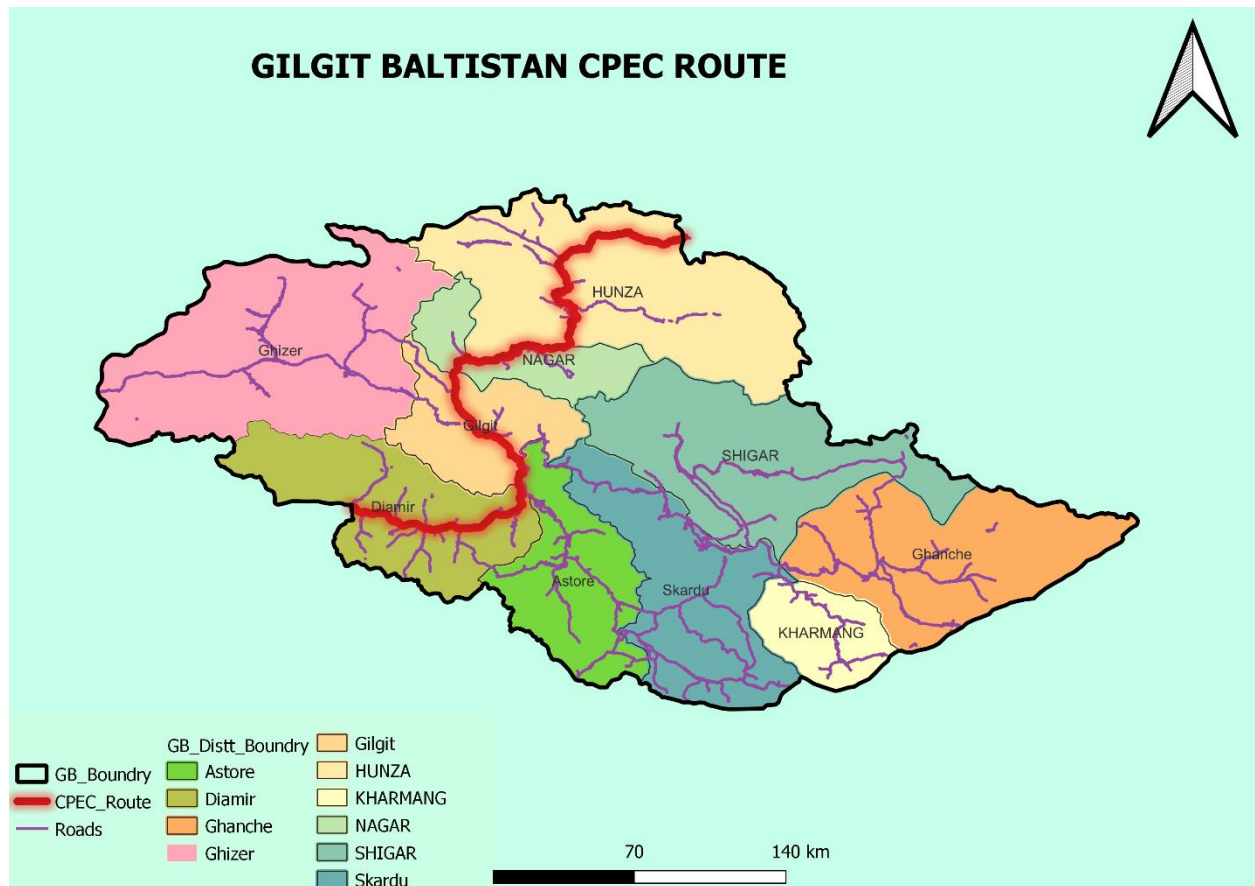 GILGIT BALTISTAN CPEC ROUTE
HUNZA
Ghizer
NAGAR
Gilgit
SHIGAR
Diamir
Ghanche
Astore
Skardu
KHARMANG
GB_Boundry
CPEC_Route
Roads
GB_Distt_Boundry
Astore
Diamir
Ghanche
Ghizer
Gilgit
HUNZA
KHARMANG
NAGAR
SHIGAR
Skardu
70 140 km